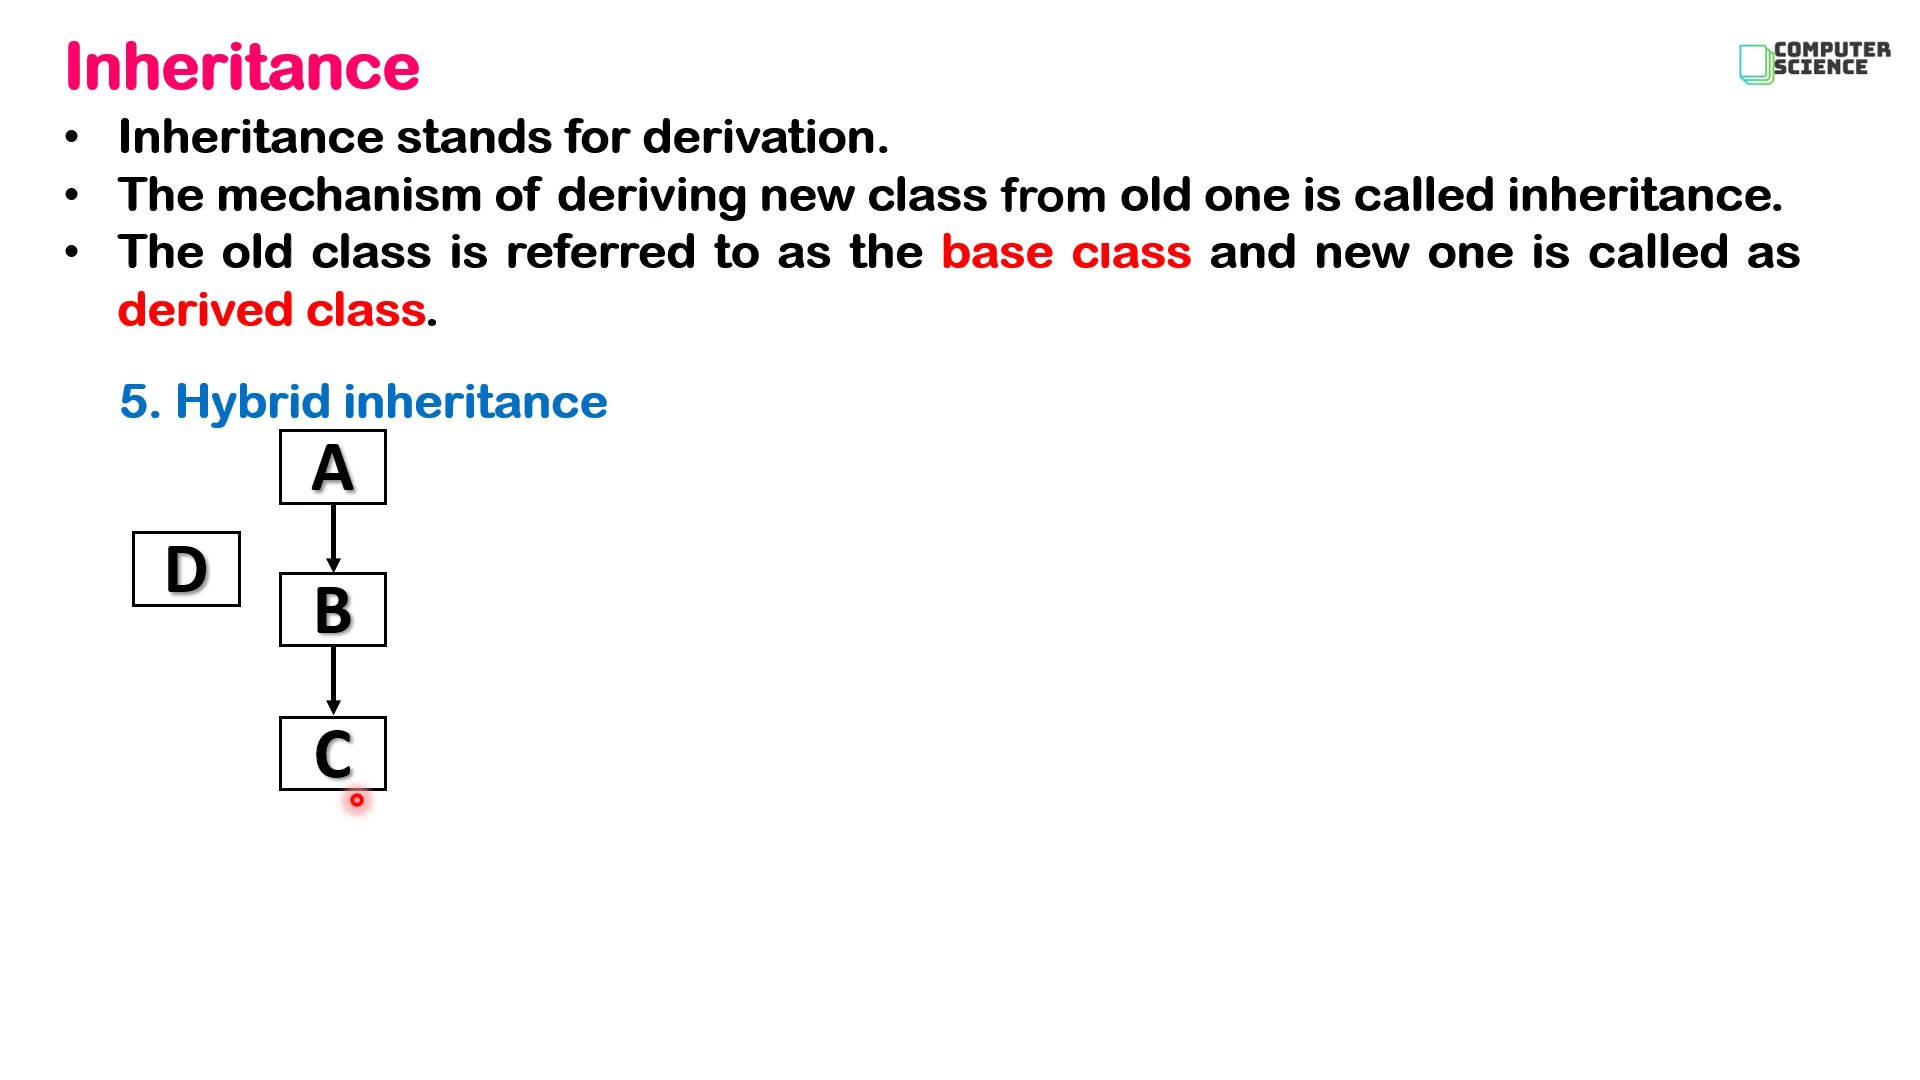 Inheritance
COMPUTER
SCIENCE
• Inheritance stands for derivation.
• The mechanism of deriving new class from old one is called inheritance.
• The old class is referred to as the base class and new one is called as
derived class.
5. Hybrid inheritance
A
D
B
C